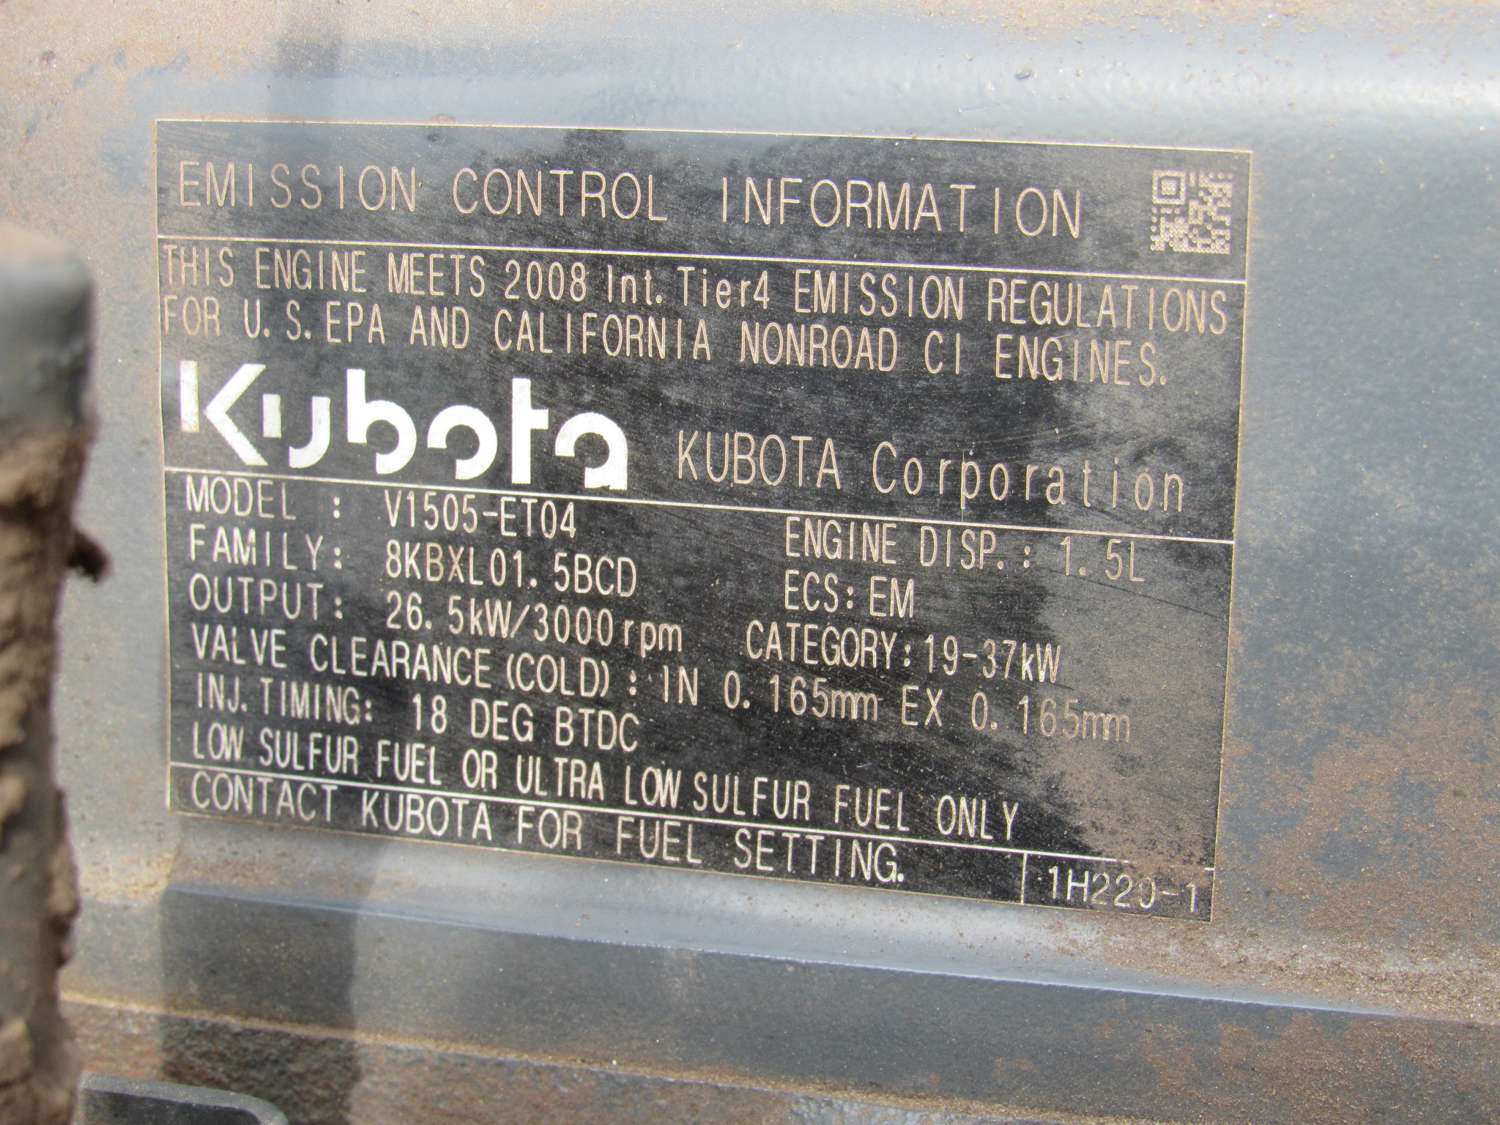 EMISSION CONTROL INFORMATION
THIS ENGINE MEETS 2008 Int. Tier4 EMISSION REGULATIONS
FOR U.S.EPA AND CALIFORNIA NONROAD CI ENGINES.
Kubota KUBOTA Corporation
MODEL : V1505-ET04 ENGINE DISP.: 1.5L
FAMILY: 8KBXL01.5BCD ECS: EM
OUTPUT: 26.5kW/3000rpm CATEGORY: 19-37kW
VALVE CLEARANCE (COLD) : IN 0.165mm EX 0.165mm
INJ. TIMING: 18 DEG BTDC
LOW SULFUR FUEL OR ULTRA LOW SULFUR FUEL ONLY
CONTACT KUBOTA FOR FUEL SETTING.
1H220-1